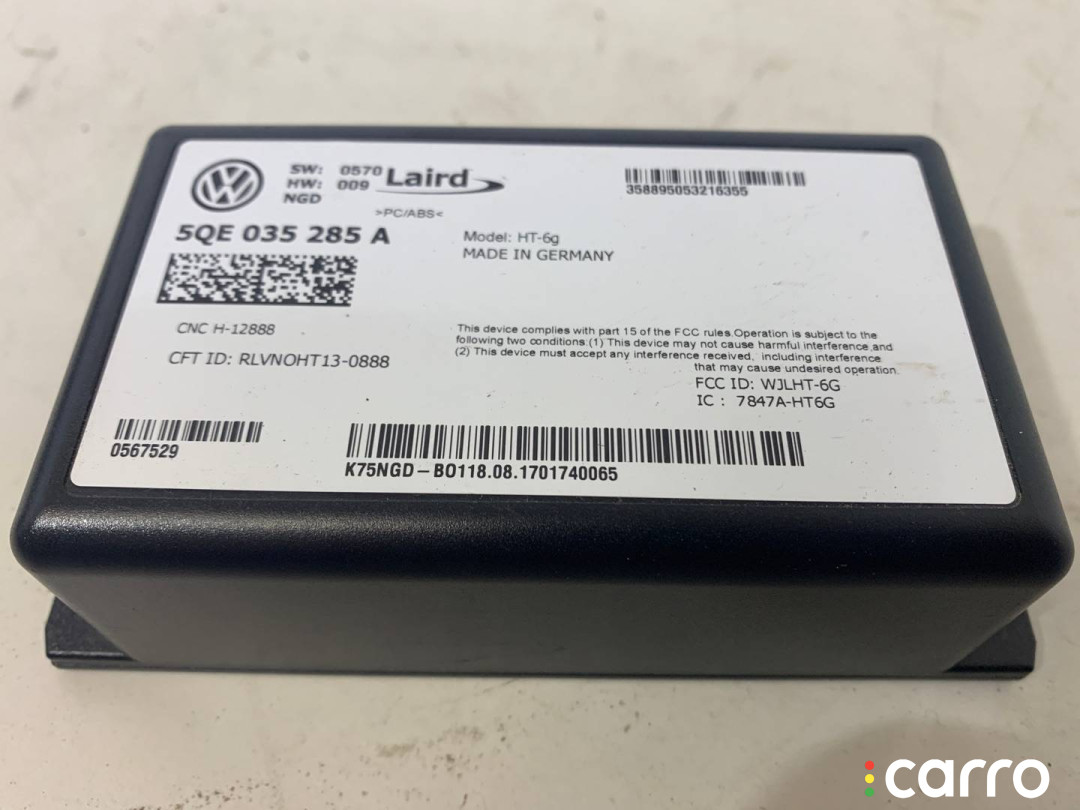 SW: 0570
HW: 009
NGD
Laird
>PC/ABS<
358895053216355
5QE 035 285 A
Model: HT-6g
MADE IN GERMANY
CNC H-12888
CFT ID: RLVNOHT13-0888
This device complies with part 15 of the FCC rules.Operation is subject to the
following two conditions:(1) This device may not cause harmful interference,and
(2) This device must accept any interference received, including interference
that may cause undesired operation.
FCC ID: WJLHT-6G
IC : 7847A-HT6G
0567529
K75NGD-B0118.08.1701740065
carro